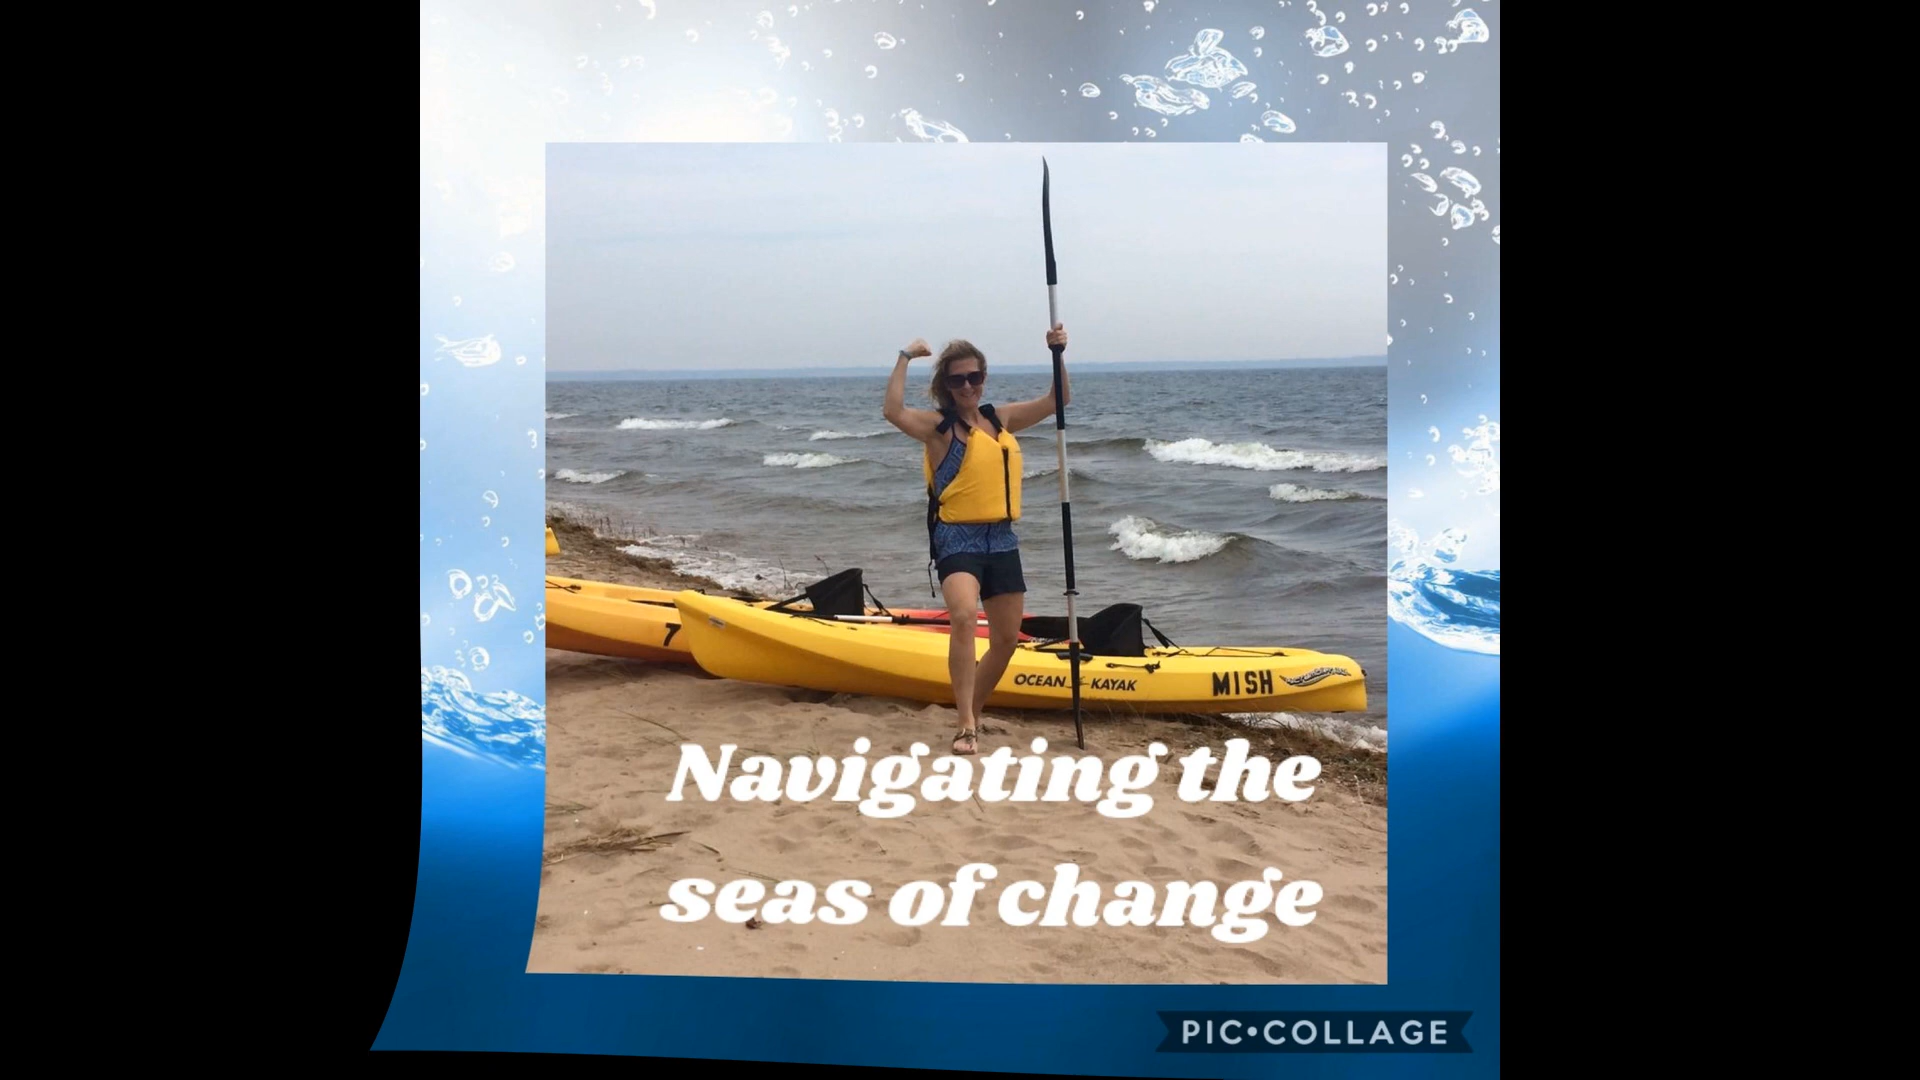 7
OCEAN KAYAK
MISH
Navigating the
seas of change
PIC•COLLAGE